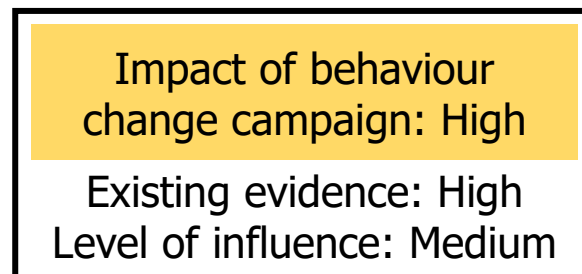 Impact of behaviour
change campaign: High
Existing evidence: High
Level of influence: Medium